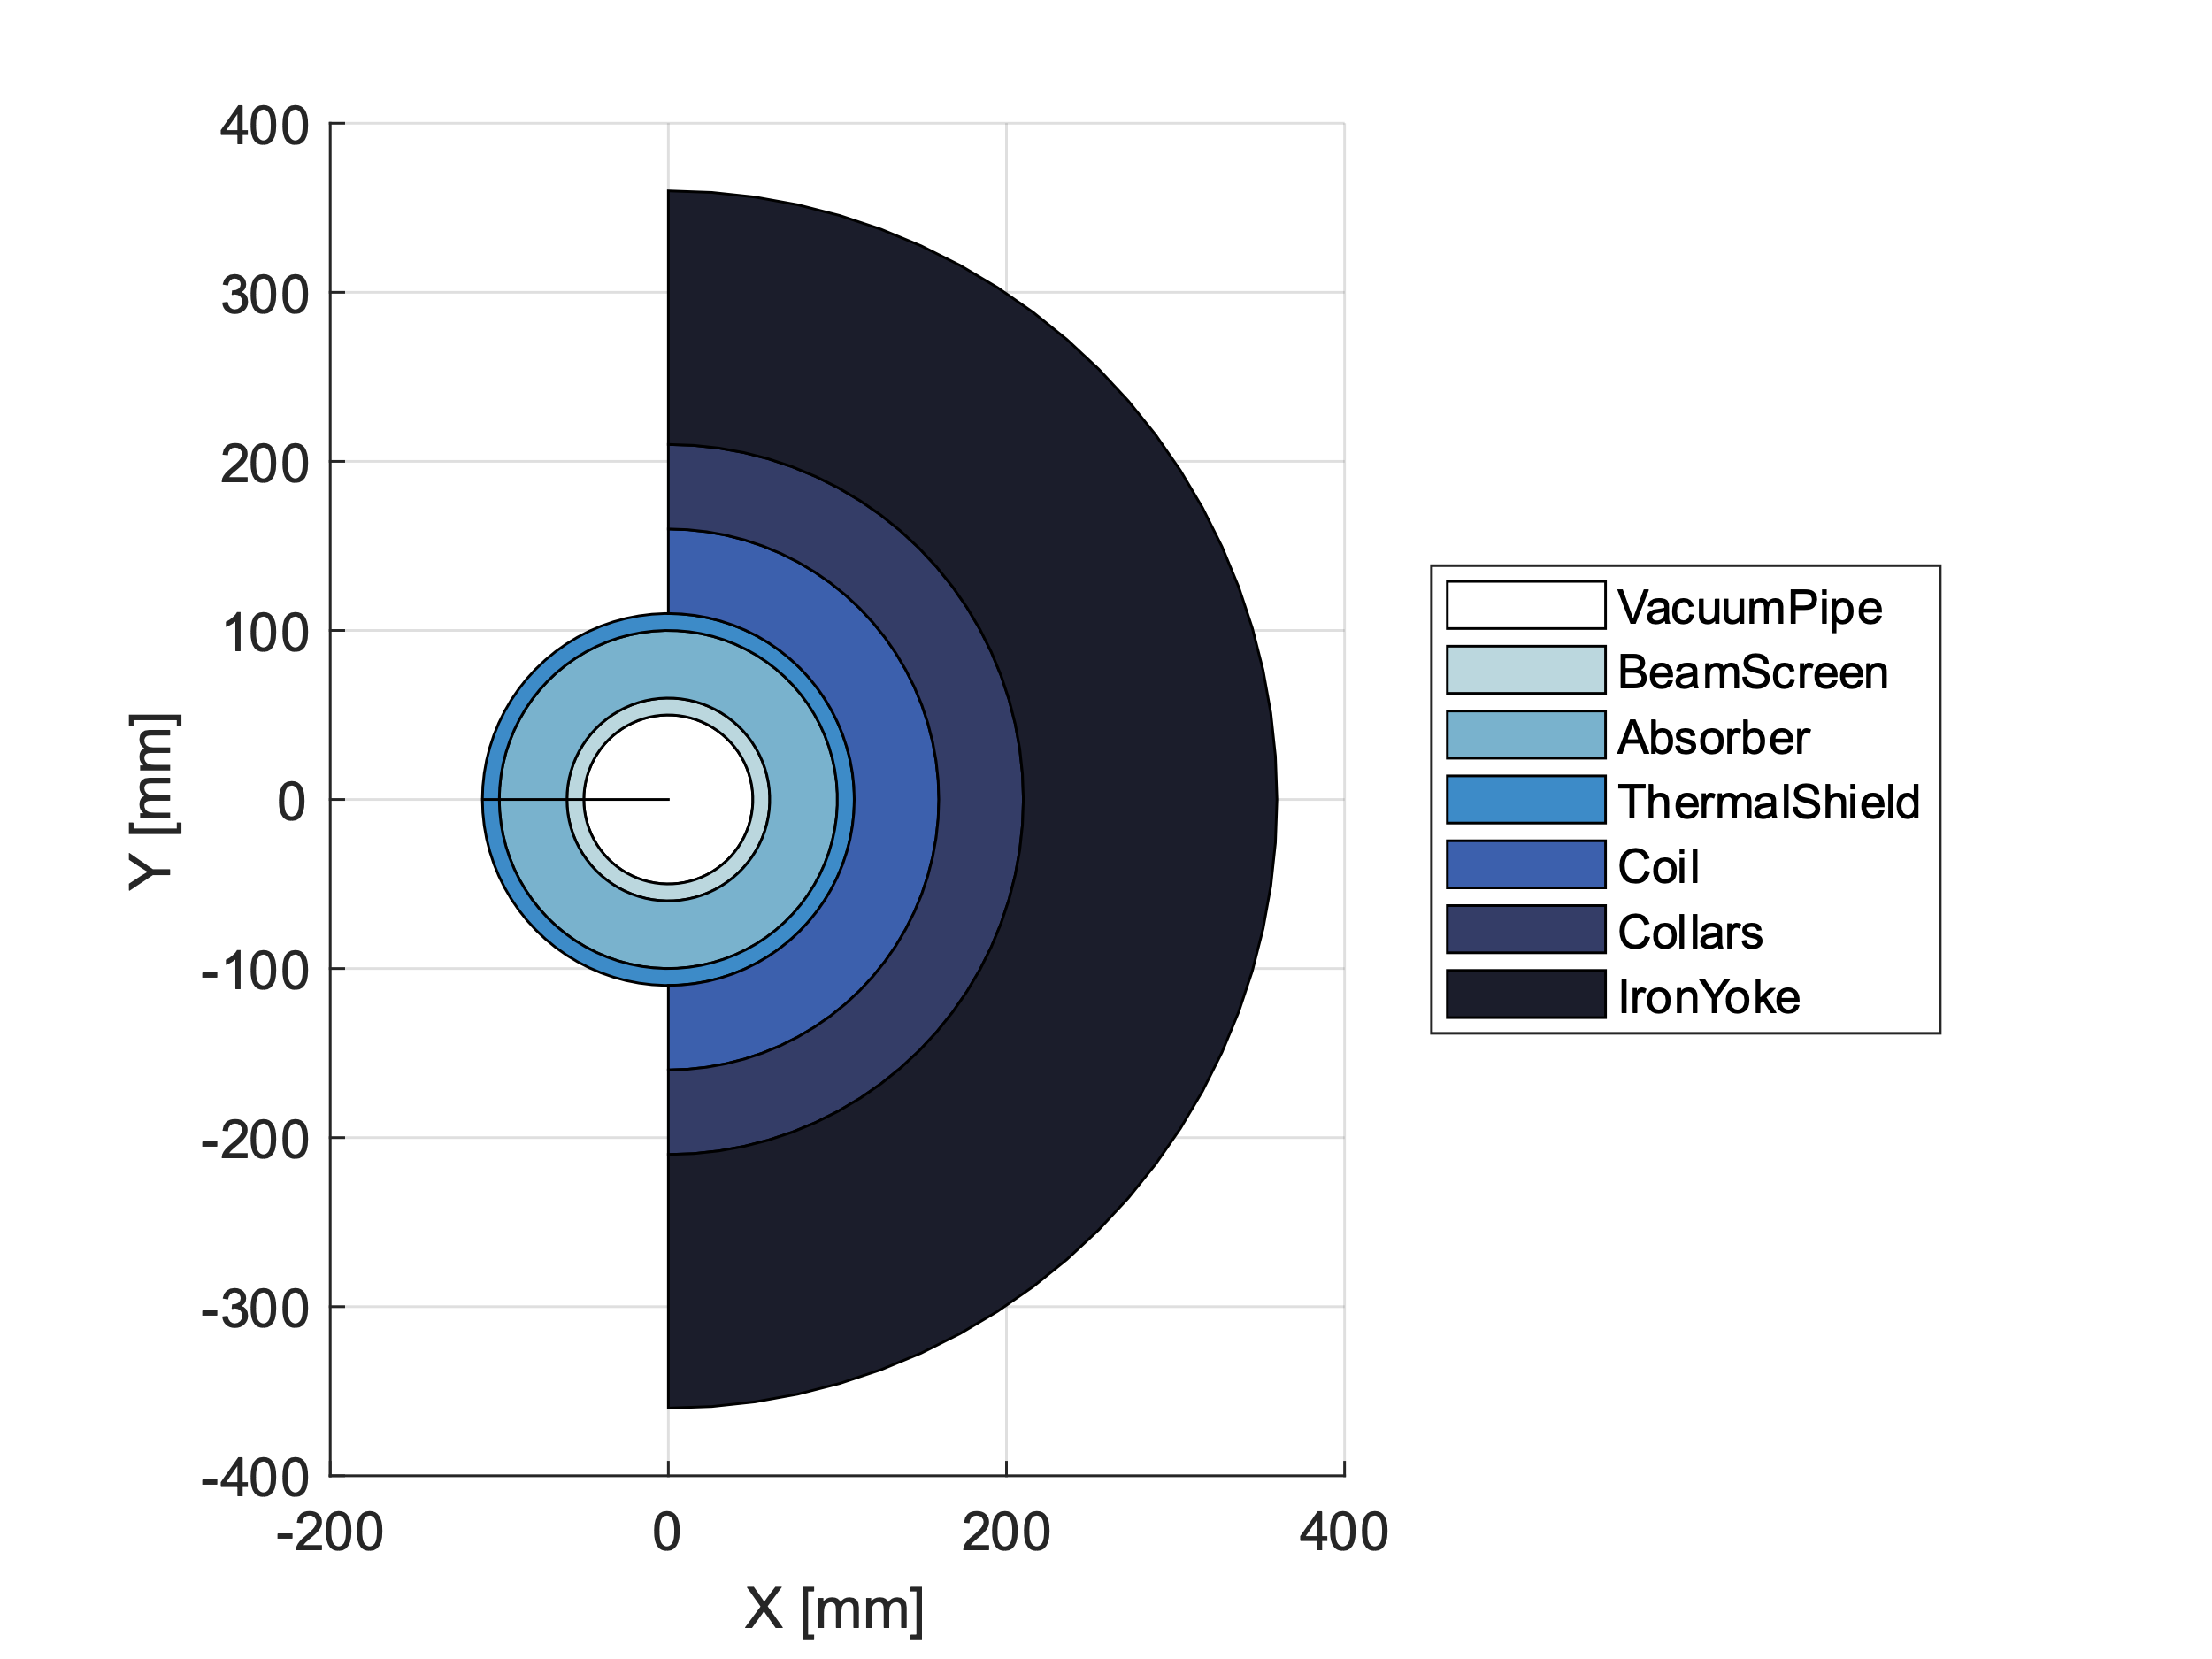 400
300
200
100
0
-100
-200
-300
-400
-200 0 200 400
X [mm]
Y [mm]
VacuumPipe
BeamScreen
Absorber
ThermalShield
Coil
Collars
IronYoke